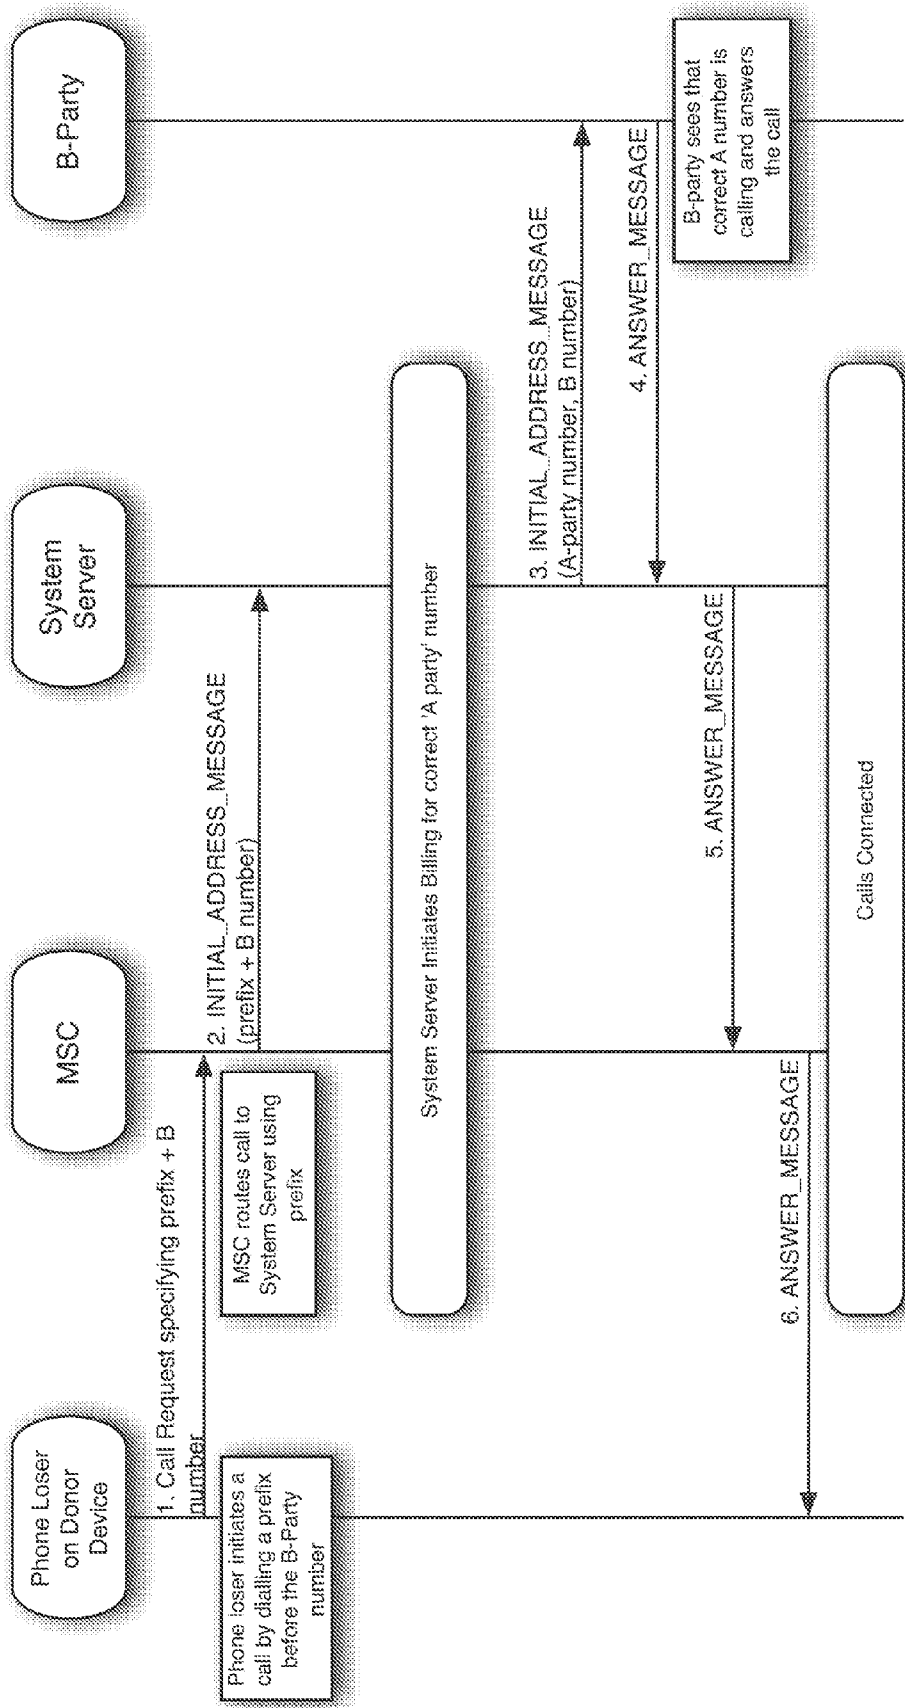 Phone Loser
on Donor
Device
MSC
System
Server
B-Party
1. Call Request specifying prefix + B
number
Phone loser initiates a
call by dialling a prefix
before the B-Party
number
MSC routes call to
System Server using
prefix
2. INITIAL_ADDRESS_MESSAGE
(prefix + B number)
System Server Initiates Billing for correct 'A party' number
3. INITIAL_ADDRESS_MESSAGE
(A-party number, B number)
4. ANSWER_MESSAGE
B-party sees that
correct A number is
calling and answers
the call
5. ANSWER_MESSAGE
6. ANSWER_MESSAGE
Calls Connected